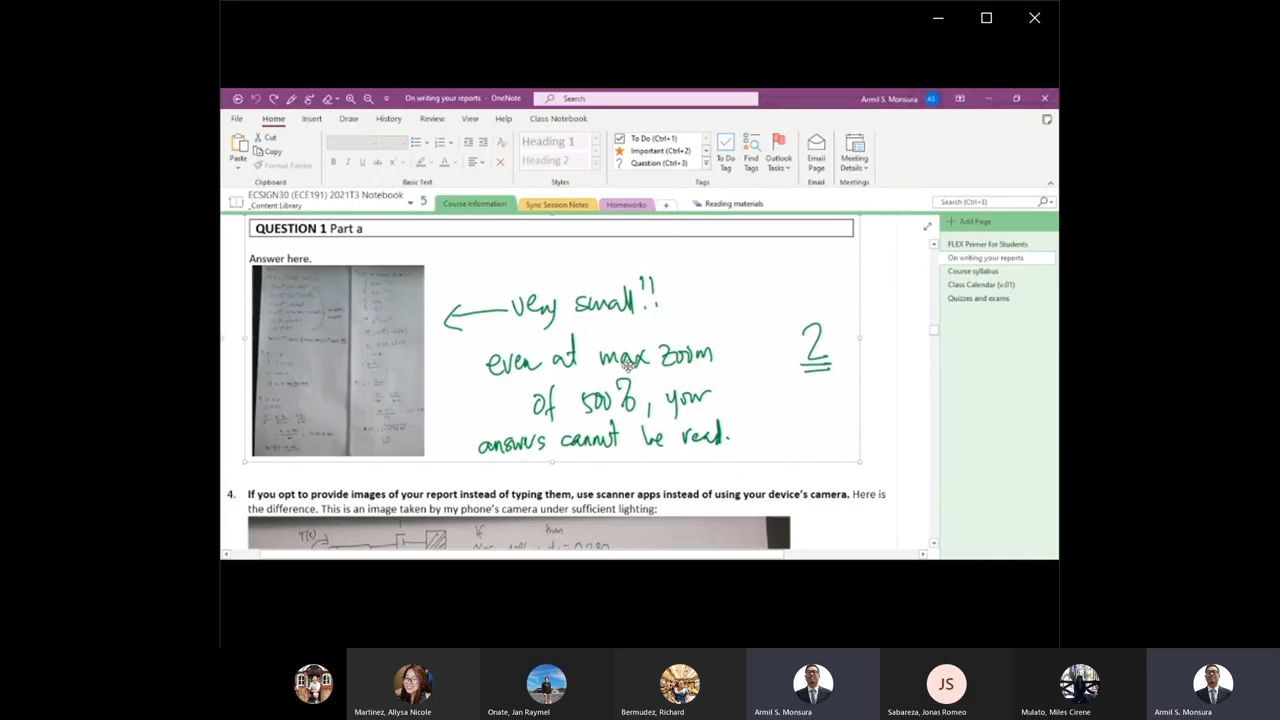 On writing your reports - OneNote
Search
Armil S. Monsura
AS
File Home Insert Draw History Review View Help Class Notebook
Paste
Cut
Copy
Format Painter
Clipboard
Basic Text
Heading 1
Heading 2
Styles
To Do (Ctrl+1)
Important (Ctrl+2)
Question (Ctrl+3)
To Do Tag
Find Tags
Outlook Tasks
Tags
Email Page
Email
Meeting Details
Meetings
ECSIGN30 (ECE191) 2021T3 Notebook
_Content Library
5
Course Information
Sync Session Notes
Homeworks
+
Reading materials
Search (Ctrl+E)
Add Page
FLEX Primer for Students
On writing your reports
Course syllabus
Class Calendar (v.01)
Quizzes and exams
QUESTION 1 Part a
Answer here.
very small!!
even at max zoom
of 500%, your
answers cannot be read.
2
4. If you opt to provide images of your report instead of typing them, use scanner apps instead of using your device's camera. Here is
the difference. This is an image taken by my phone's camera under sufficient lighting:
T(t)
If then
Martinez, Allysa Nicole
Onate, Jan Raymel
Bermudez, Richard
Armil S. Monsura
JS
Sabareza, Jonas Romeo
Mulato, Miles Cirene
Armil S. Monsura